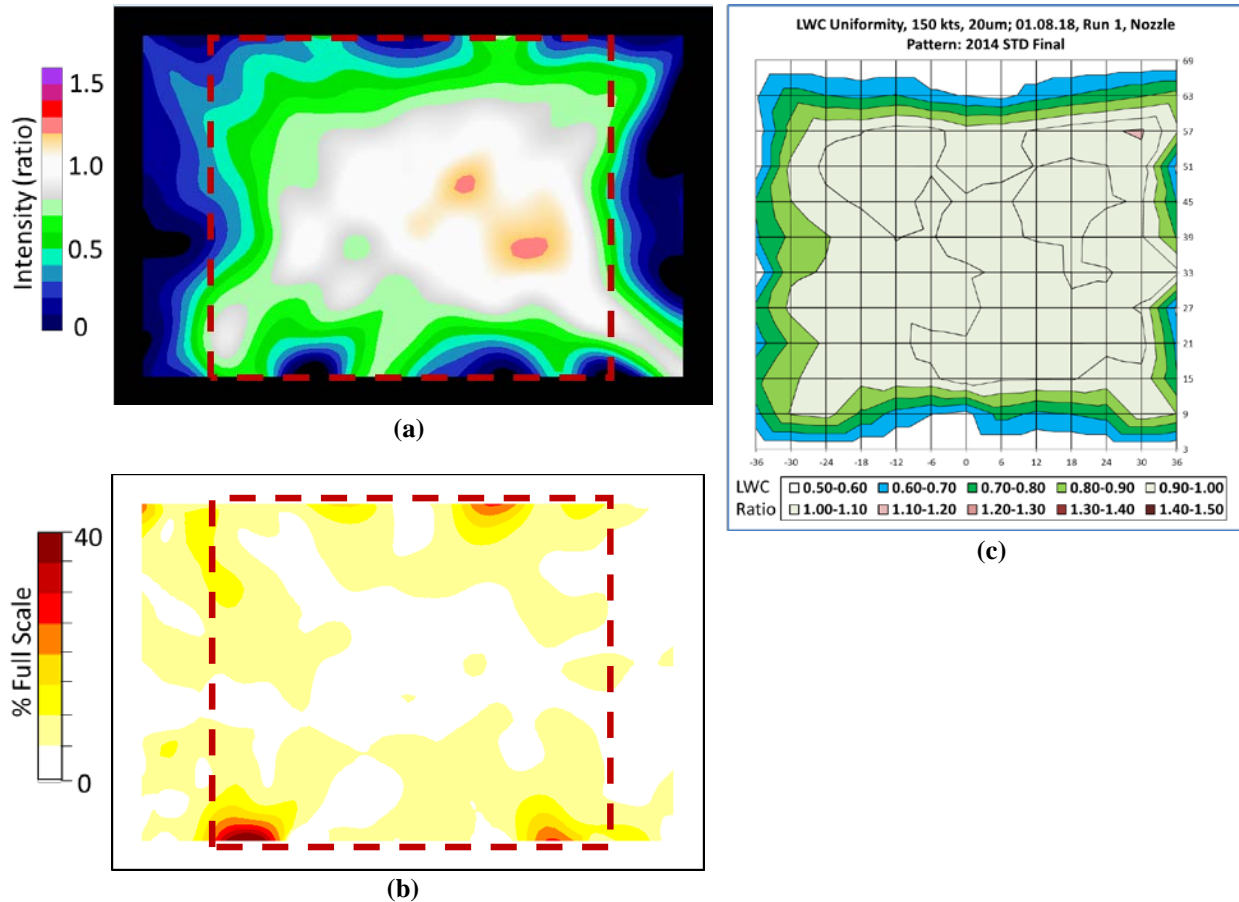 Intensity (ratio)
1.5
1.0
0.5
0
(a)
% Full Scale
40
0
(b)
LWC Uniformity, 150 kts, 20um; 01.08.18, Run 1, Nozzle
Pattern: 2014 STD Final
69
63
57
51
45
39
33
27
21
15
9
3
-36 -30 -24 -18 -12 -6 0 6 12 18 24 30 36
LWC 0.50-0.60 0.60-0.70 0.70-0.80 0.80-0.90 0.90-1.00
Ratio 1.00-1.10 1.10-1.20 1.20-1.30 1.30-1.40 1.40-1.50
(c)